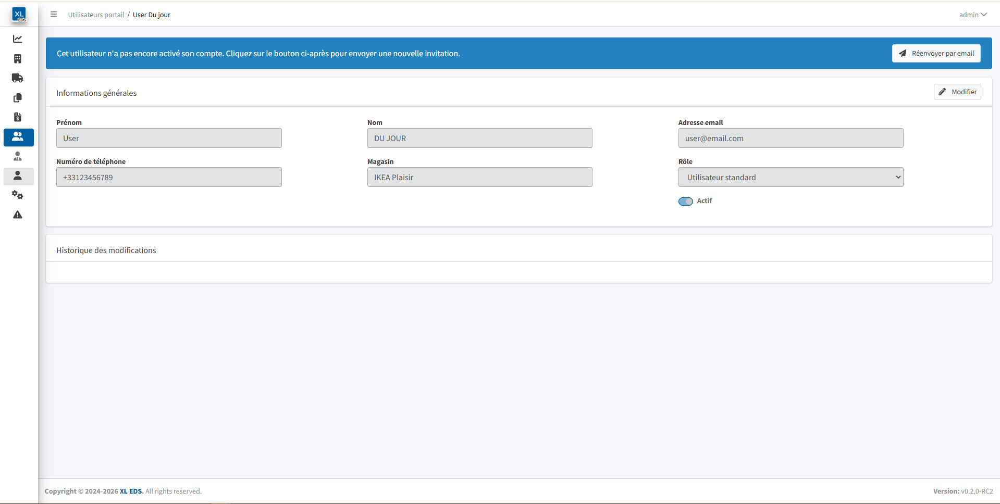 XL
EDS
Utilisateurs portail / User Du jour
admin
Cet utilisateur n'a pas encore activé son compte. Cliquez sur le bouton ci-après pour envoyer une nouvelle invitation.
Réenvoyer par email
Informations générales
Modifier
Prénom
Nom
Adresse email
User
DU JOUR
user@email.com
Numéro de téléphone
Magasin
Rôle
+33123456789
IKEA Plaisir
Utilisateur standard
Actif
Historique des modifications
Copyright © 2024-2026 XL EDS. All rights reserved.
Version: v0.2.0-RC2